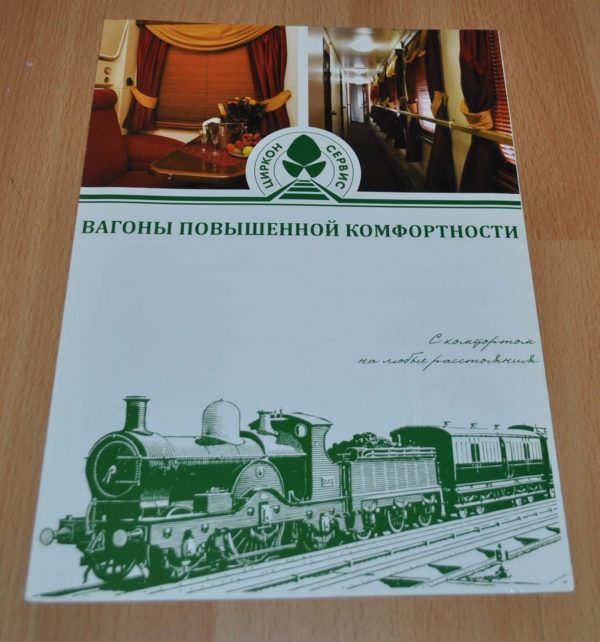 ЦИРКОН СЕРВИС
ВАГОНЫ ПОВЫШЕННОЙ КОМФОРТНОСТИ
С комфортом
на любые расстояния